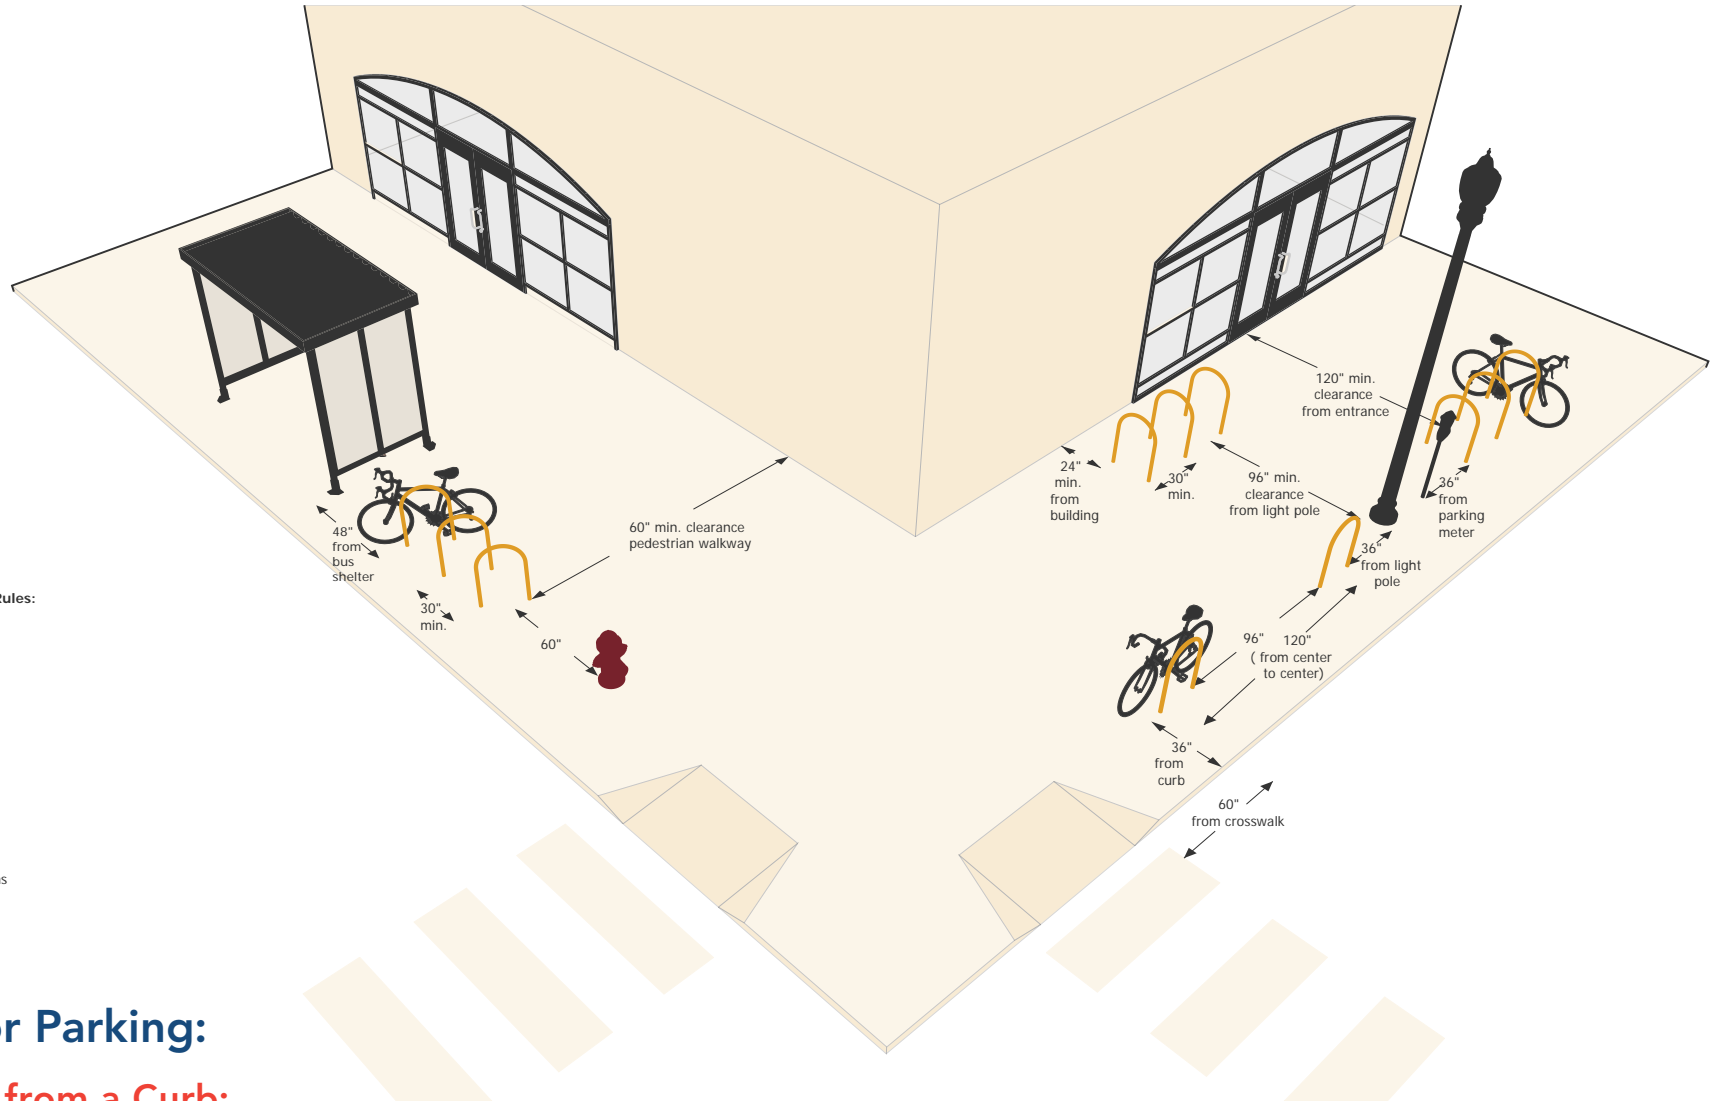 120" min.
clearance
from entrance
24"
min.
from
building
30"
min.
96" min.
clearance
from light pole
36"
from
parking
meter
60" min. clearance
pedestrian walkway
48"
from
bus
shelter
36"
from light
pole
Rules:
30"
min.
60"
96" 120"
( from center
to center)
36"
from
curb
60"
from crosswalk
Parking:
from a Curb: